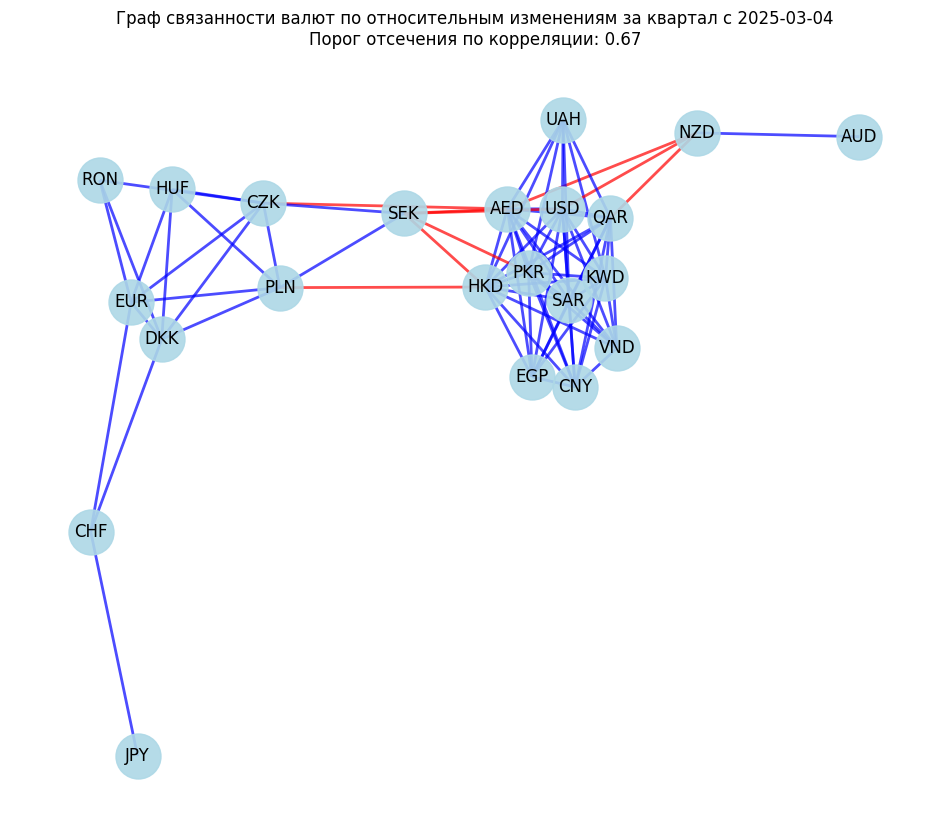 Граф связанности валют по относительным изменениям за квартал с 2025-03-04
Порог отсечения по корреляции: 0.67
UAH
NZD
AUD
RON
HUF
CZK
SEK
AED
USD
QAR
EUR
PLN
HKD
PKR
KWD
SAR
DKK
VND
EGP
CNY
CHF
JPY